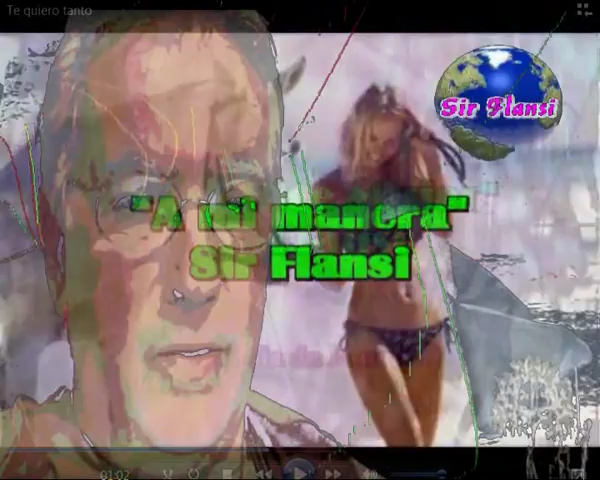 Te quiero tanto
Sir Flansi
"A mi manera"
Sir Flansi
01:02